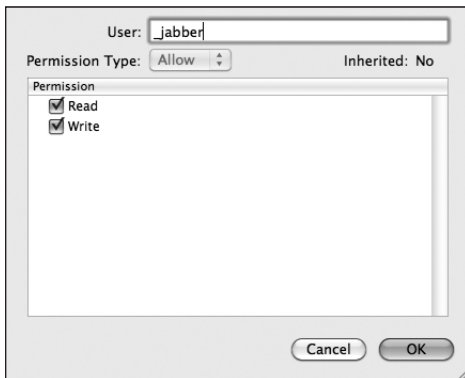 User: _jabber
Permission Type: Allow Inherited: No
Permission
Read
Write
Cancel OK